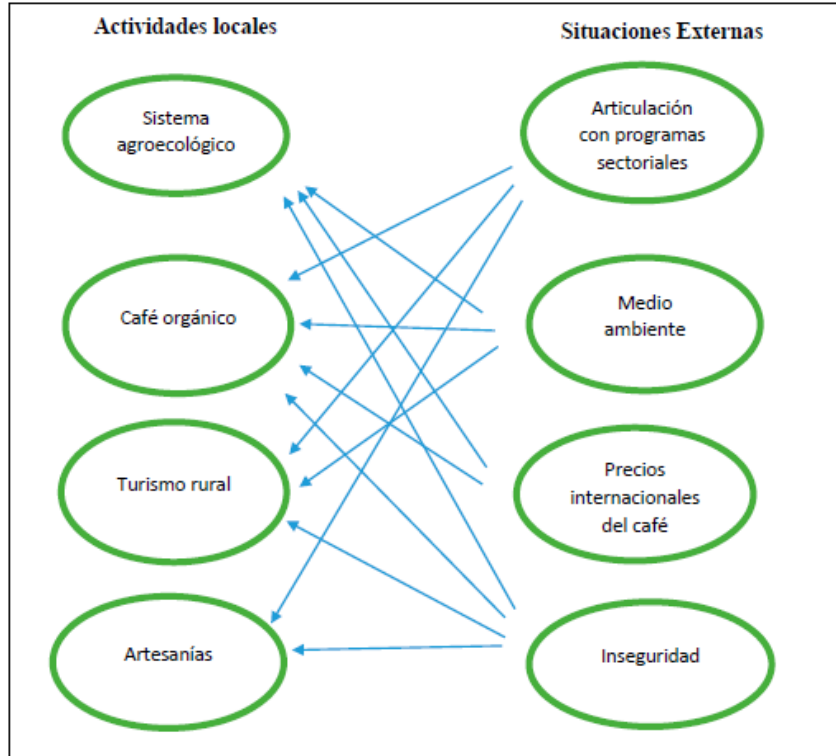 Actividades locales
Situaciones Externas
Sistema
agroecológico
Articulación
con programas
sectoriales
Café orgánico
Medio
ambiente
Turismo rural
Precios
internacionales
del café
Artesanías
Inseguridad